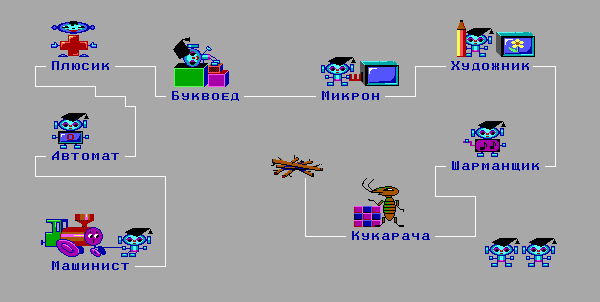 Плюсик
Буквоед
Микрон
Художник
Автомат
Шарманщик
Кукарача
Машинист